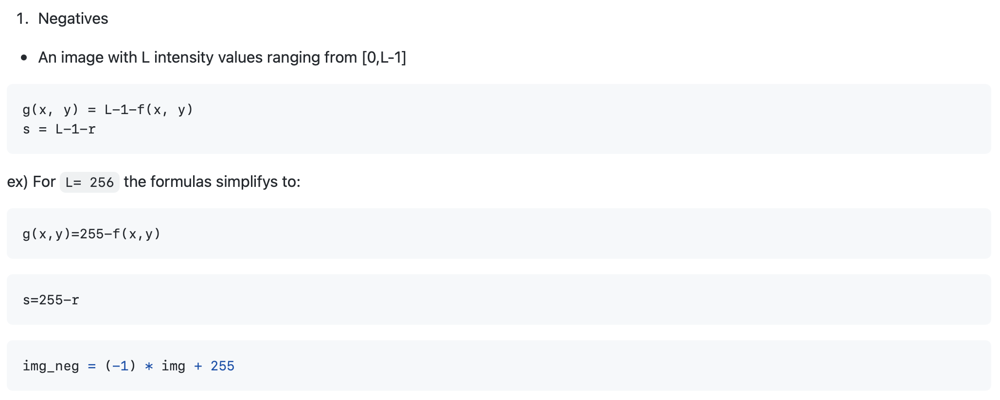 1. Negatives
• An image with L intensity values ranging from [0,L-1]
g(x, y) = L-1-f(x, y)
s = L-1-r
ex) For L= 256 the formulas simplifys to:
g(x,y)=255-f(x,y)
s=255-r
img_neg = (-1) * img + 255